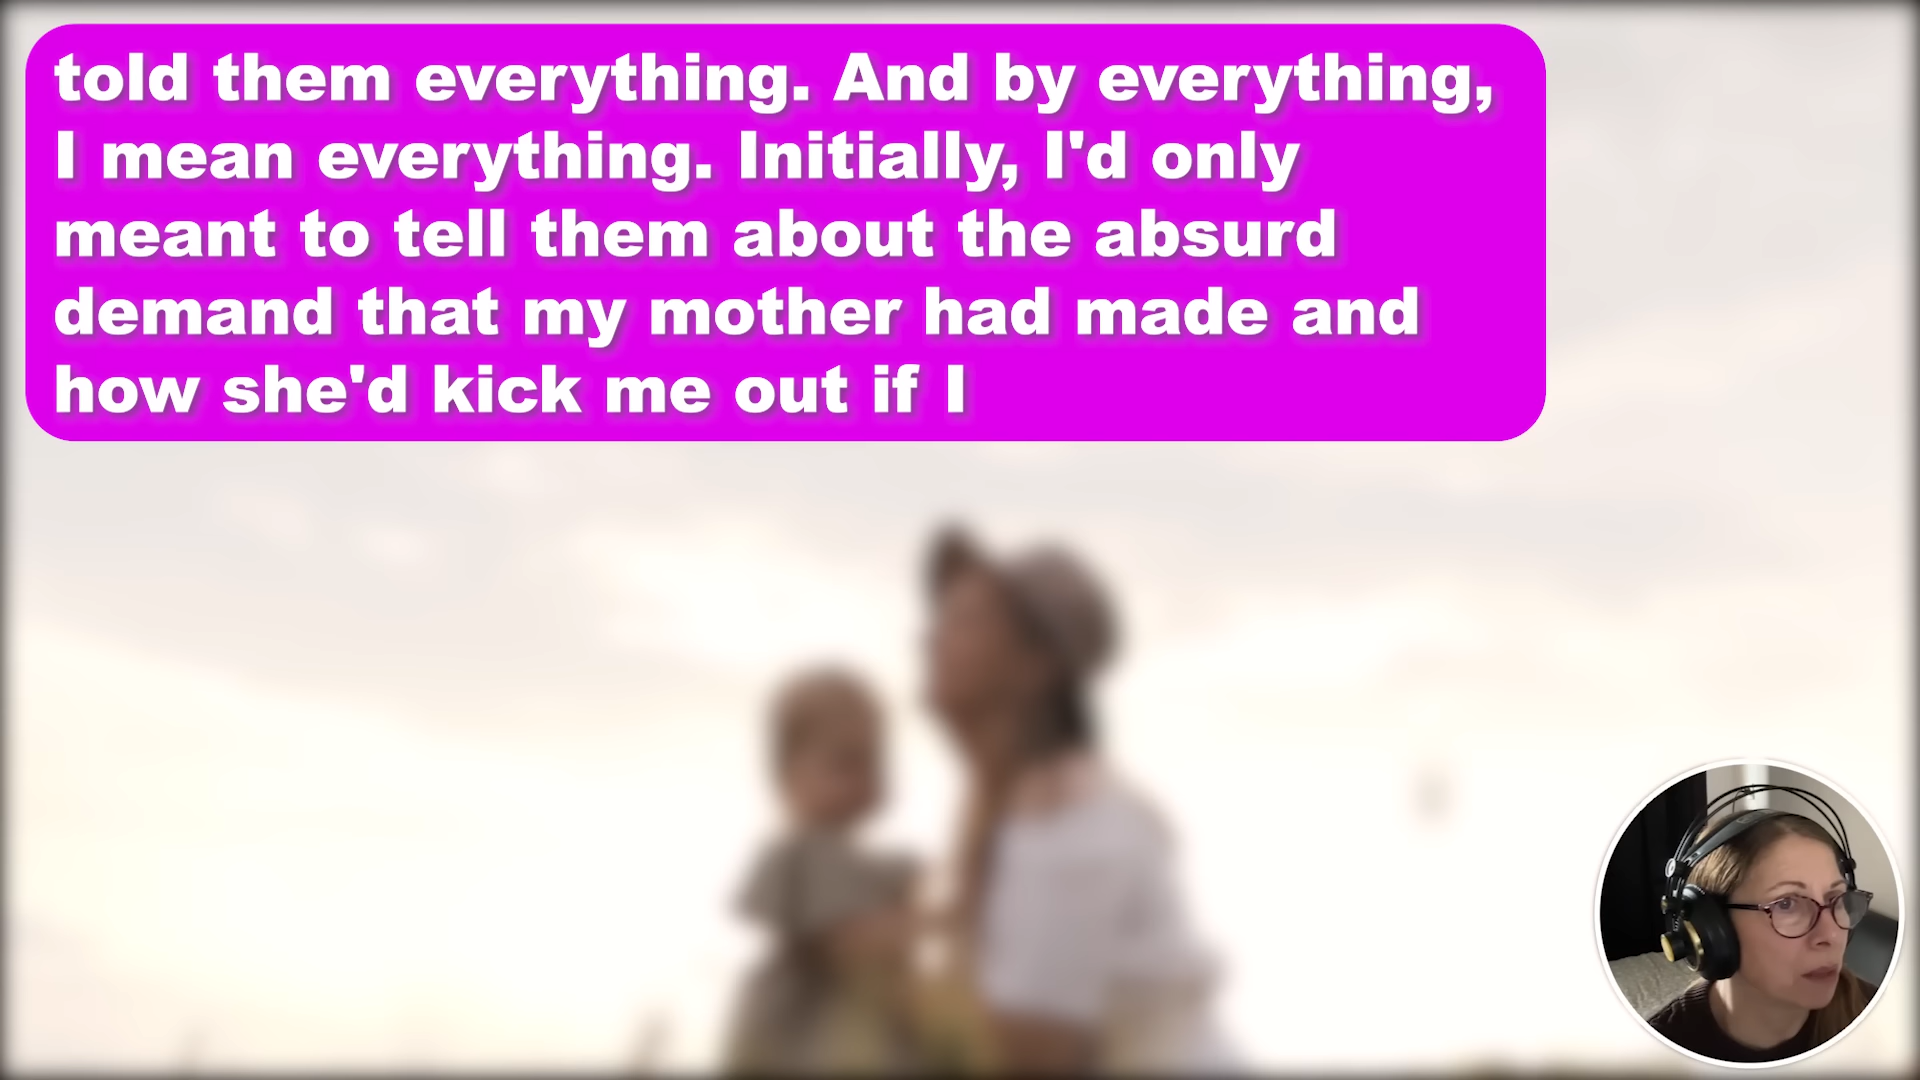 told them everything. And by everything,
I mean everything. Initially, I'd only
meant to tell them about the absurd
demand that my mother had made and
how she'd kick me out if I